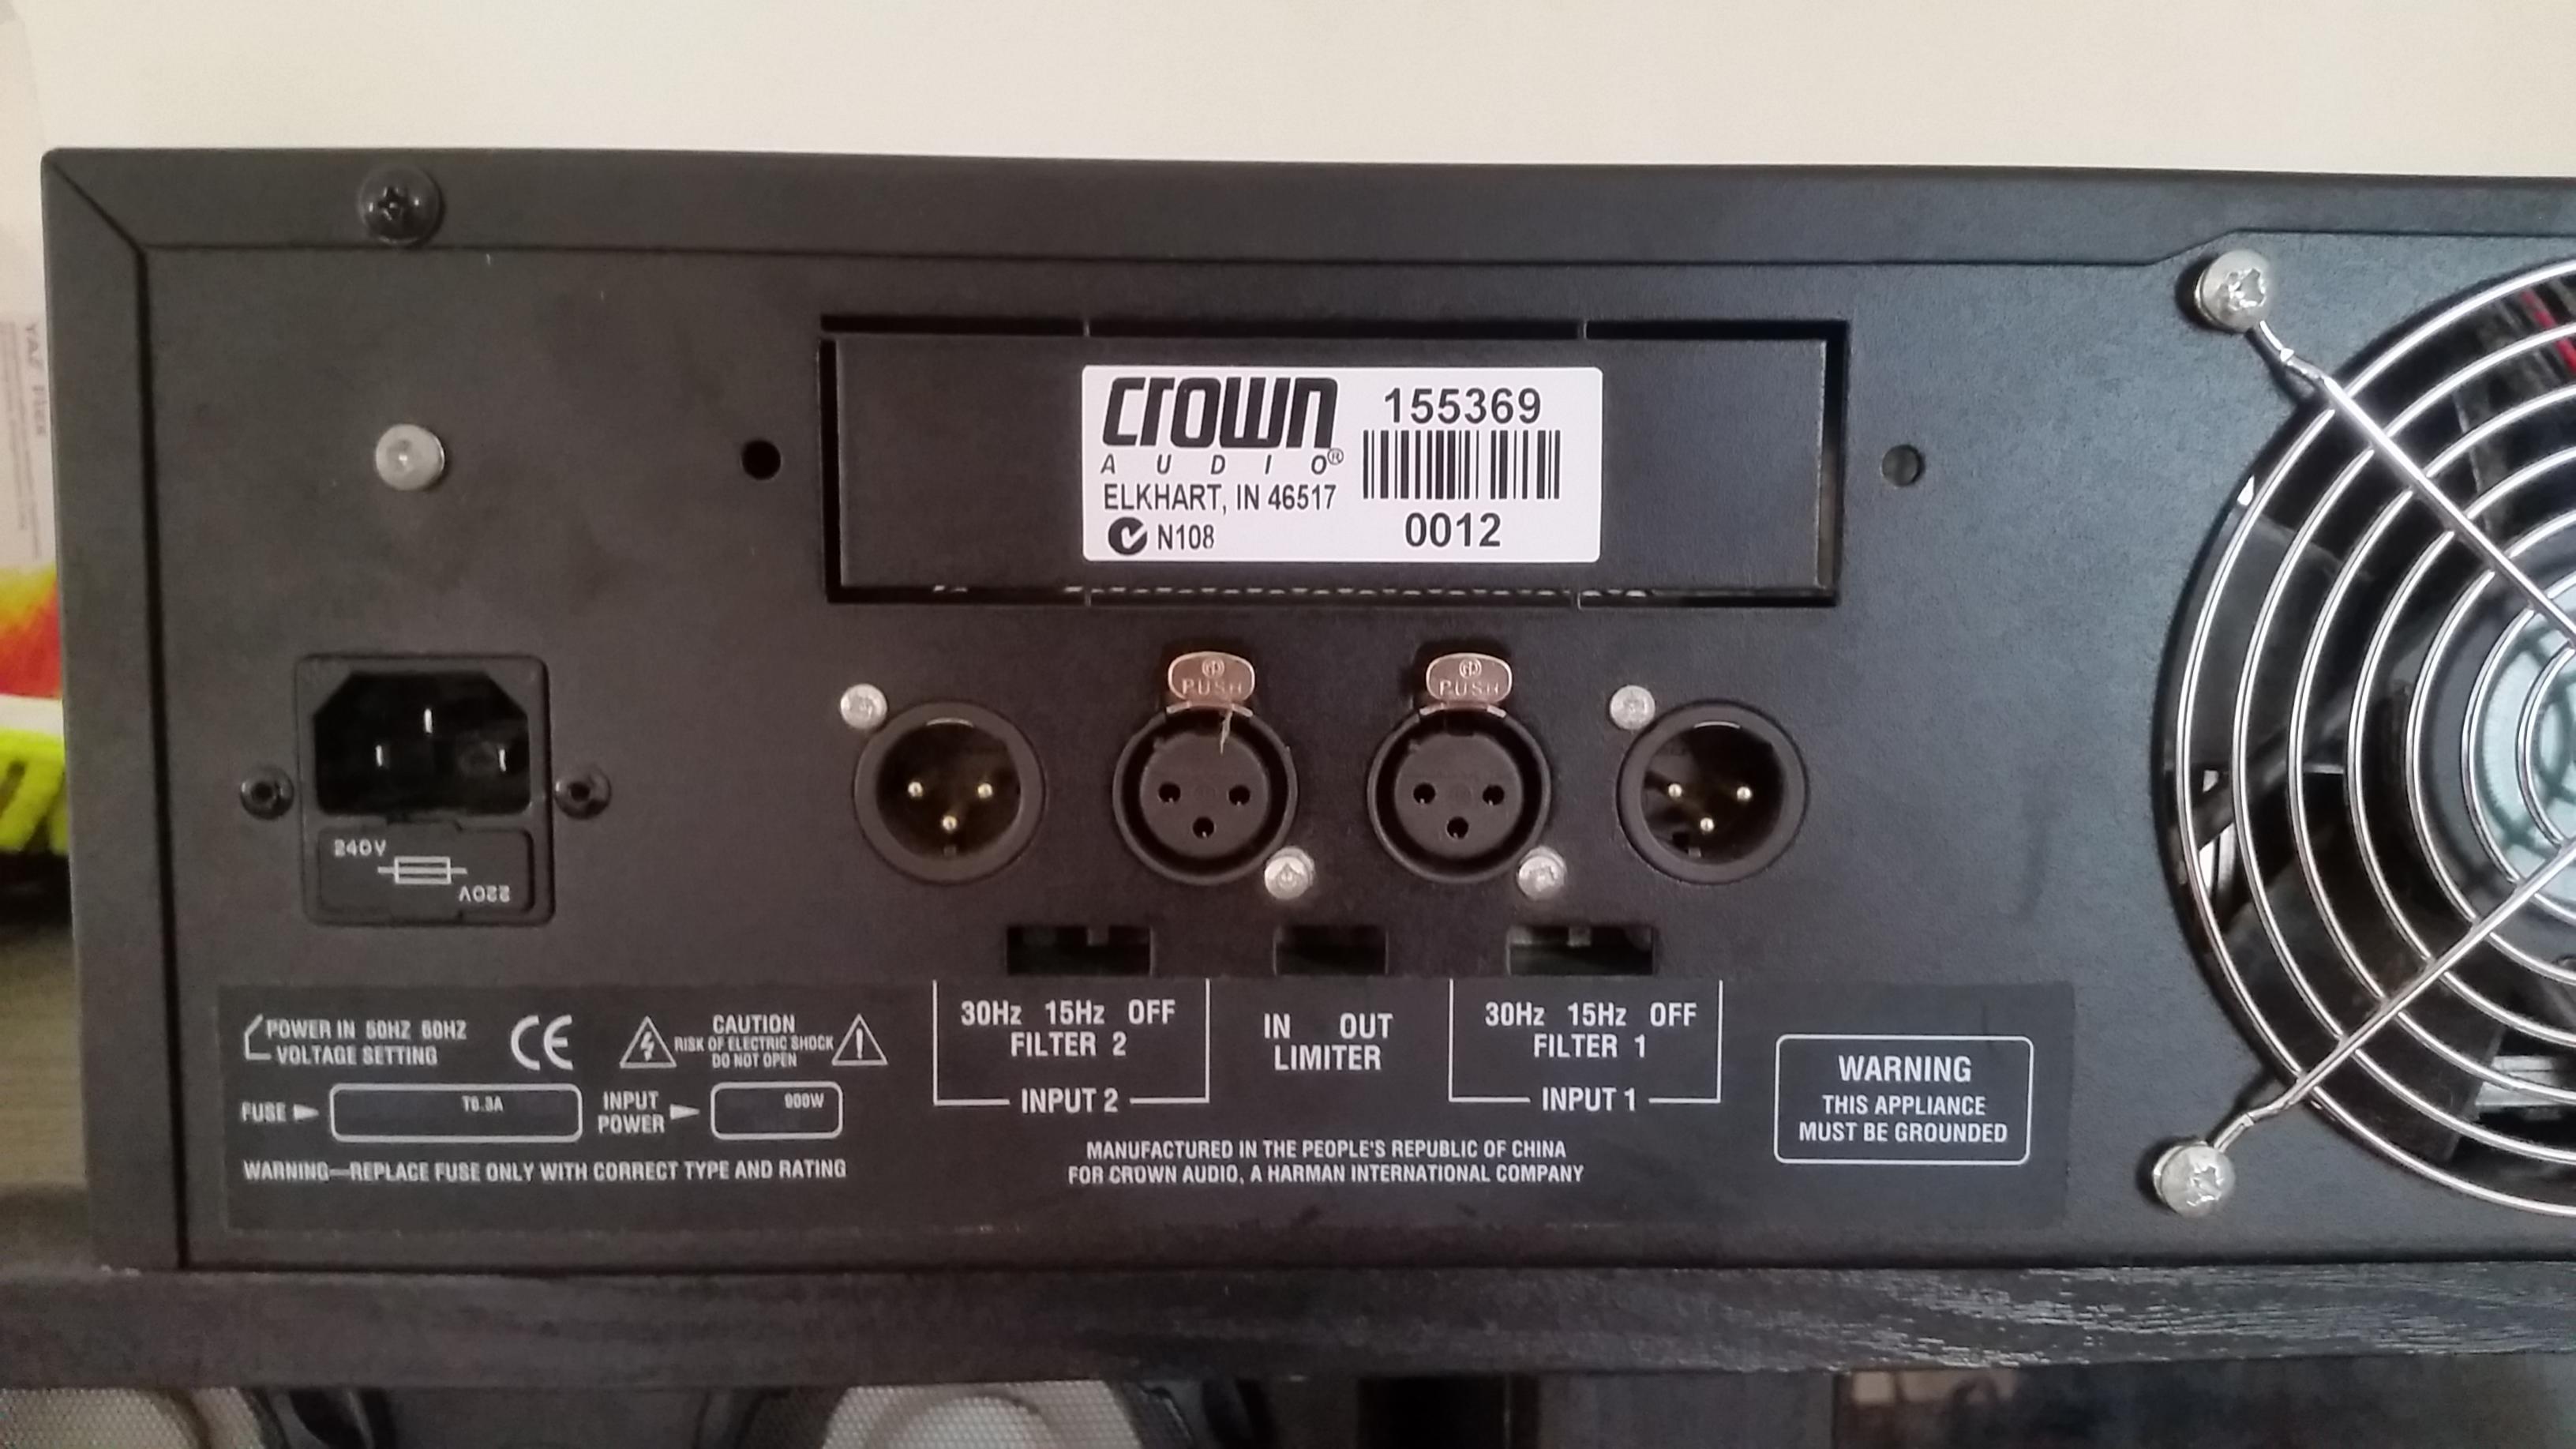 crown
AUDIO®
ELKHART, IN 46517
N108
155369
0012
PUSH
PUSH
240V
220V
POWER IN 50HZ 60HZ
VOLTAGE SETTING
CE
CAUTION
RISK OF ELECTRIC SHOCK
DO NOT OPEN
FUSE
T6.3A
INPUT
POWER
900W
WARNING—REPLACE FUSE ONLY WITH CORRECT TYPE AND RATING
30Hz 15Hz OFF
FILTER 2
INPUT 2
IN OUT
LIMITER
30Hz 15Hz OFF
FILTER 1
INPUT 1
MANUFACTURED IN THE PEOPLE'S REPUBLIC OF CHINA
FOR CROWN AUDIO, A HARMAN INTERNATIONAL COMPANY
WARNING
THIS APPLIANCE
MUST BE GROUNDED